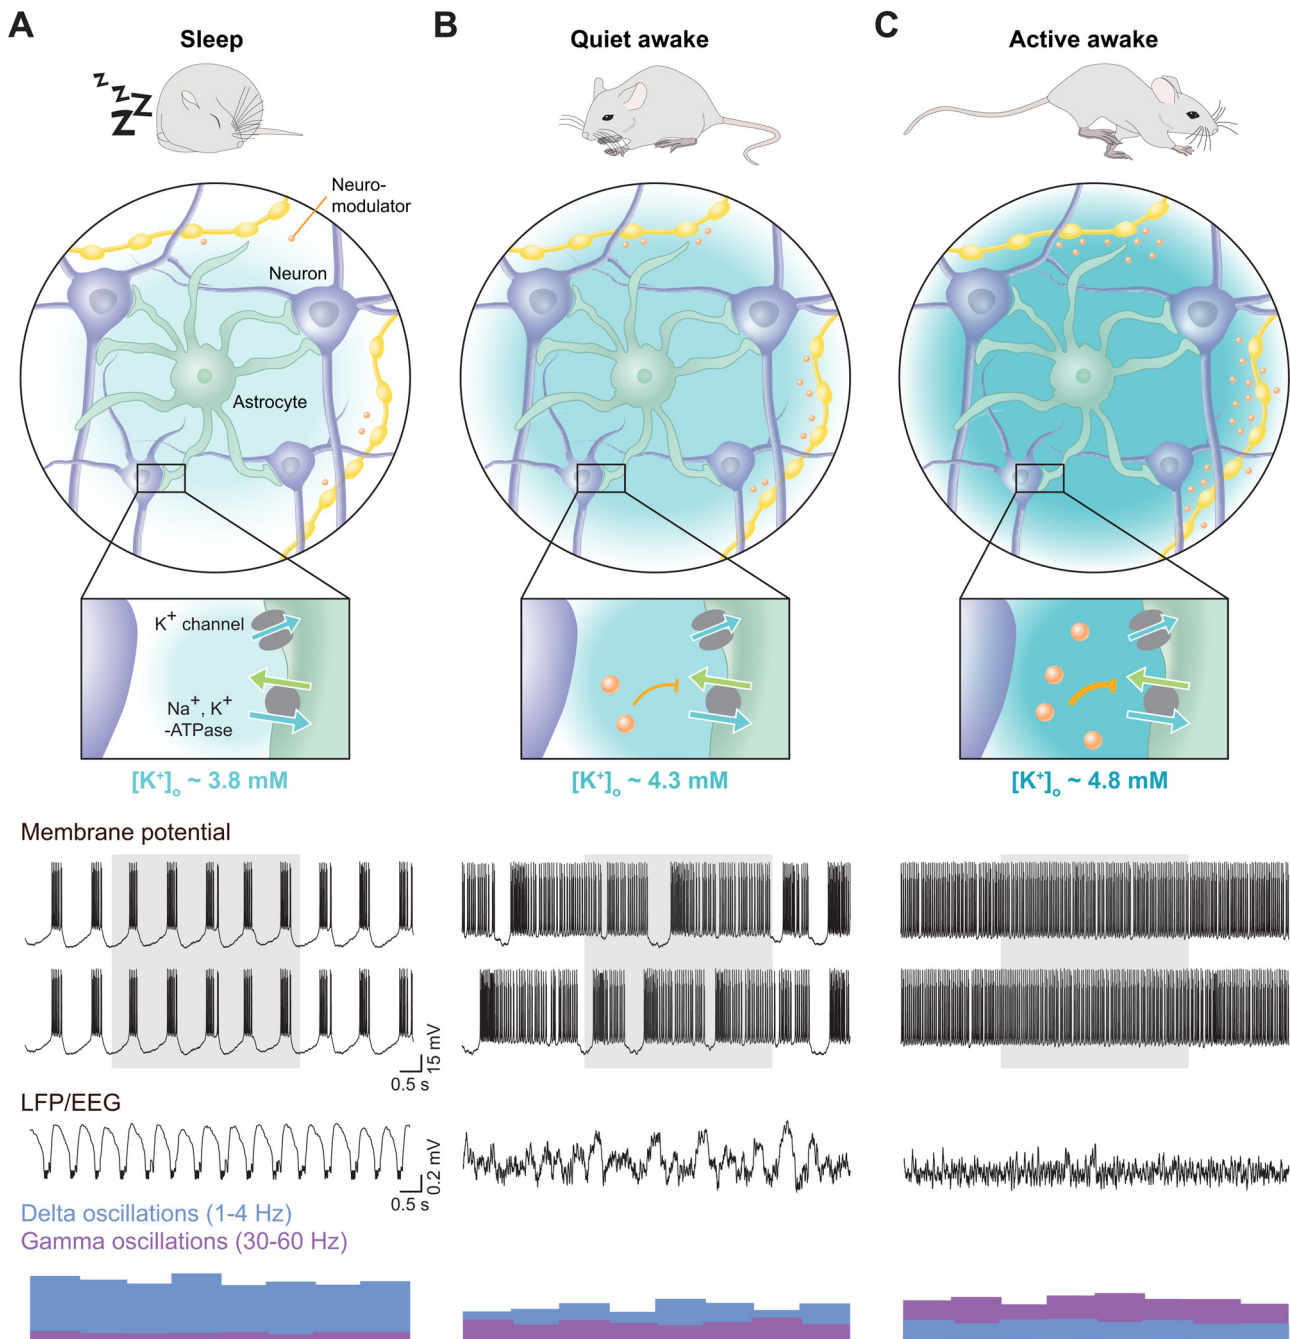 A
Sleep
z z z z
Neuro-
modulator
Neuron
Astrocyte
K+ channel
Na+, K+
-ATPase
[K+]o ~ 3.8 mM
B
Quiet awake
[K+]o ~ 4.3 mM
C
Active awake
[K+]o ~ 4.8 mM
Membrane potential
15 mV
0.5 s
LFP/EEG
0.2 mV
0.5 s
Delta oscillations (1-4 Hz)
Gamma oscillations (30-60 Hz)